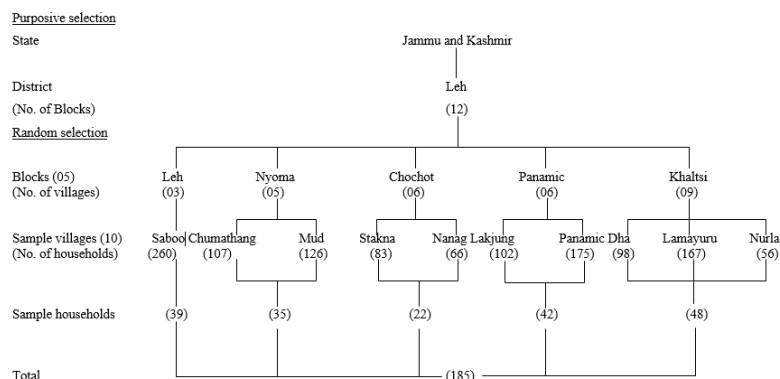 Purposive selection
State Jammu and Kashmir
District Leh
(No. of Blocks) (12)
Random selection
Blocks (05) Leh Nyoma Chochot Panamic Khaltsi
(No. of villages) (03) (05) (06) (06) (09)
Sample villages (10) Saboo Chumathang Mud Stakna Nanag Lakjung Panamic Dha Lamayuru Nurla
(No. of households) (260) (107) (126) (83) (66) (102) (175) (98) (167) (56)
Sample households (39) (35) (22) (42) (48)
Total (185)